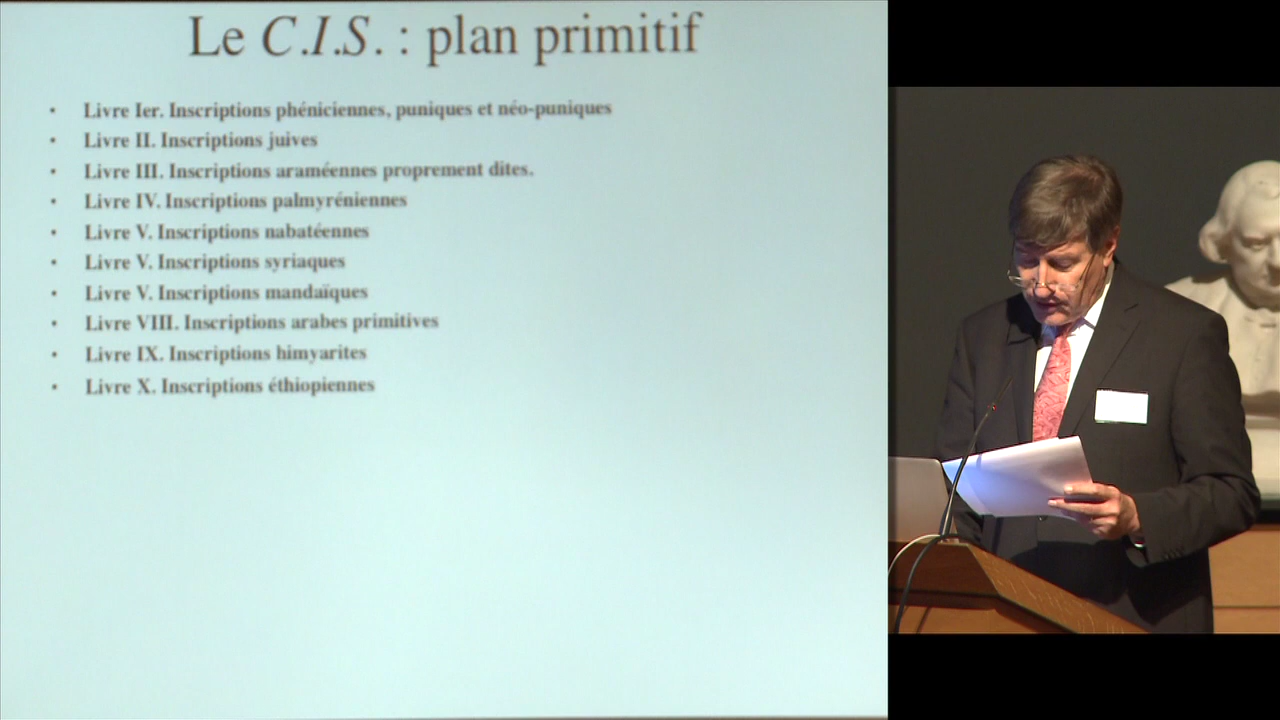 Le C.I.S. : plan primitif
• Livre Ier. Inscriptions phéniciennes, puniques et néo-puniques
• Livre II. Inscriptions juives
• Livre III. Inscriptions araméennes proprement dites.
• Livre IV. Inscriptions palmyréniennes
• Livre V. Inscriptions nabatéennes
• Livre V. Inscriptions syriaques
• Livre V. Inscriptions mandaïques
• Livre VIII. Inscriptions arabes primitives
• Livre IX. Inscriptions himyarites
• Livre X. Inscriptions éthiopiennes